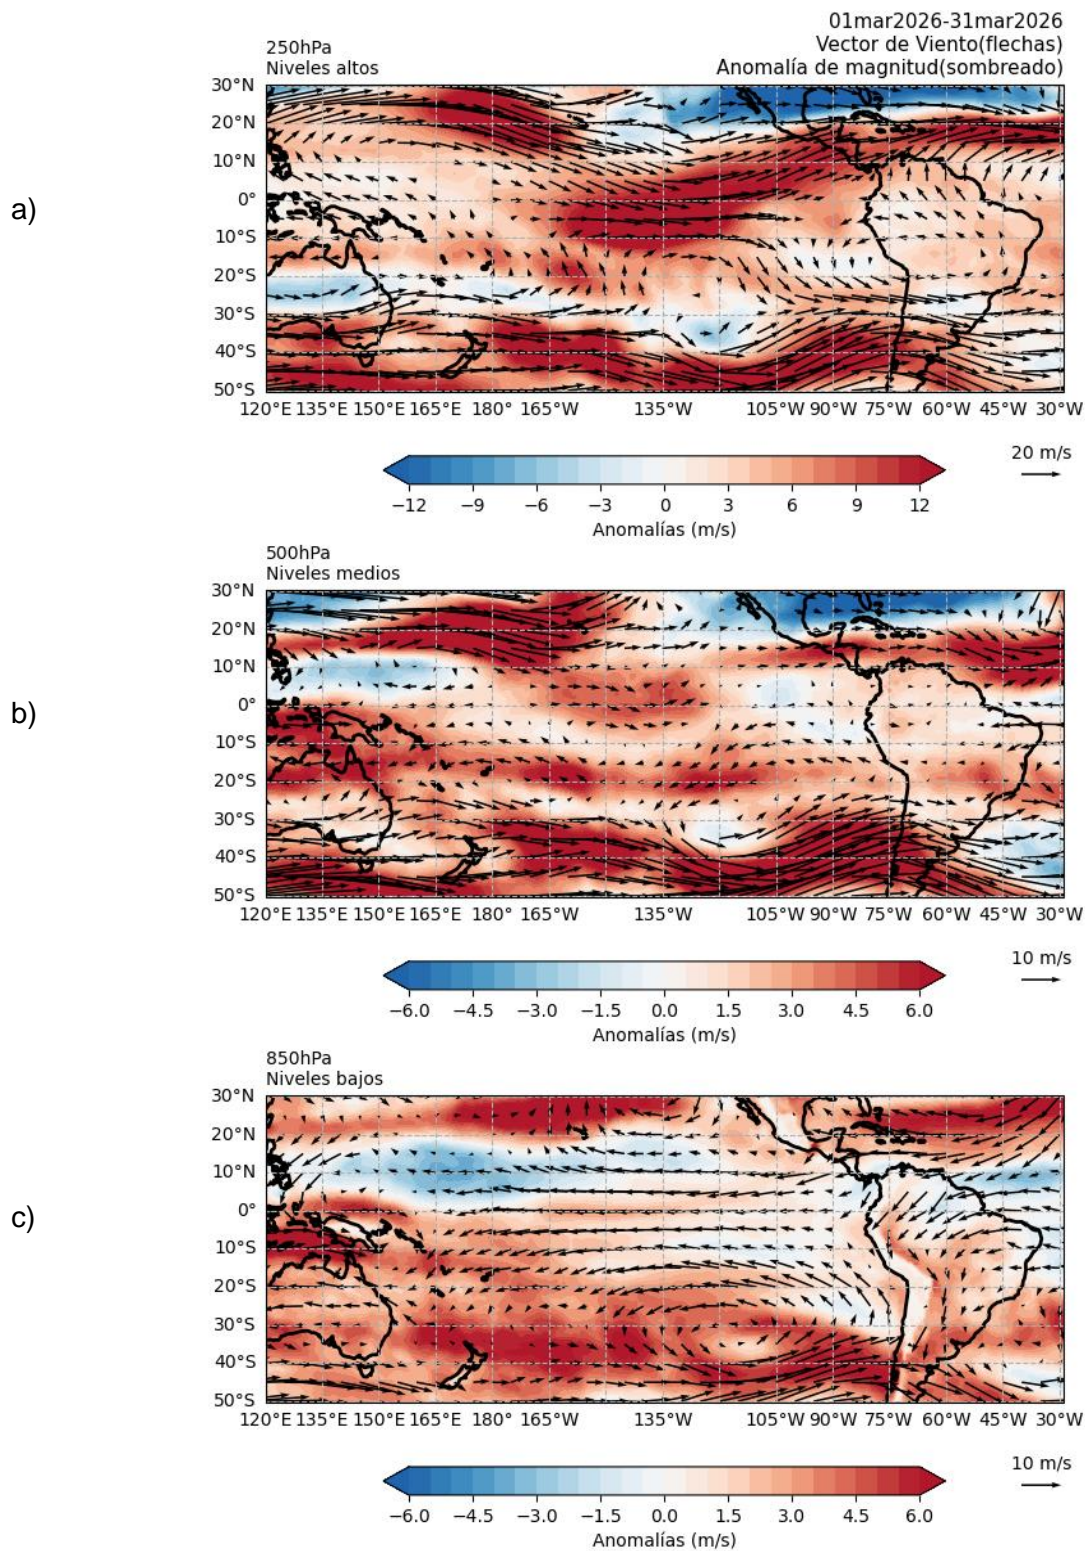 01mar2026-31mar2026
Vector de Viento(flechas)
Anomalía de magnitud(sombreado)
250hPa
Niveles altos
a)
30°N
20°N
10°N
0°
10°S
20°S
30°S
40°S
50°S
120°E 135°E 150°E 165°E 180°E 165°W 135°W 105°W 90°W 75°W 60°W 45°W 30°W
−12 −9 −6 −3 0 3 6 9 12
Anomalías (m/s)
20 m/s
500hPa
Niveles medios
b)
30°N
20°N
10°N
0°
10°S
20°S
30°S
40°S
50°S
120°E 135°E 150°E 165°E 180°E 165°W 135°W 105°W 90°W 75°W 60°W 45°W 30°W
−6.0 −4.5 −3.0 −1.5 0.0 1.5 3.0 4.5 6.0
Anomalías (m/s)
10 m/s
850hPa
Niveles bajos
c)
30°N
20°N
10°N
0°
10°S
20°S
30°S
40°S
50°S
120°E 135°E 150°E 165°E 180°E 165°W 135°W 105°W 90°W 75°W 60°W 45°W 30°W
−6.0 −4.5 −3.0 −1.5 0.0 1.5 3.0 4.5 6.0
Anomalías (m/s)
10 m/s